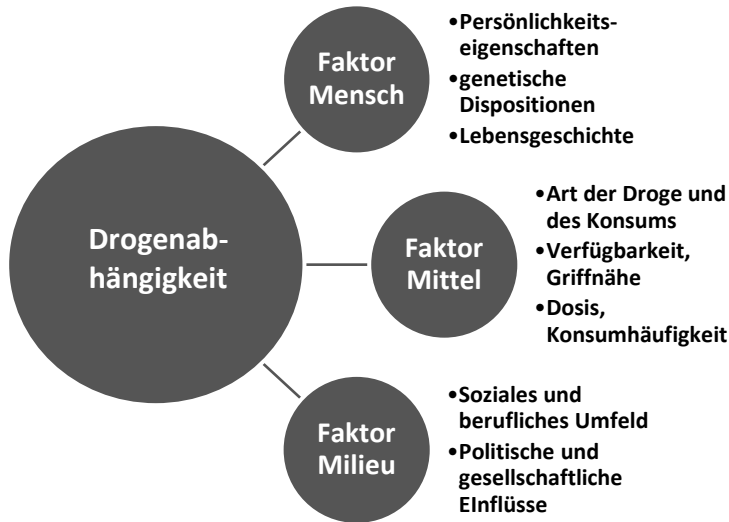 Drogenab-
hängigkeit
Faktor
Mensch
•Persönlichkeits-
eigenschaften
•genetische
Dispositionen
•Lebensgeschichte
Faktor
Mittel
•Art der Droge und
des Konsums
•Verfügbarkeit,
Griffnähe
•Dosis,
Konsumhäufigkeit
Faktor
Milieu
•Soziales und
berufliches Umfeld
•Politische und
gesellschaftliche
EInflüsse